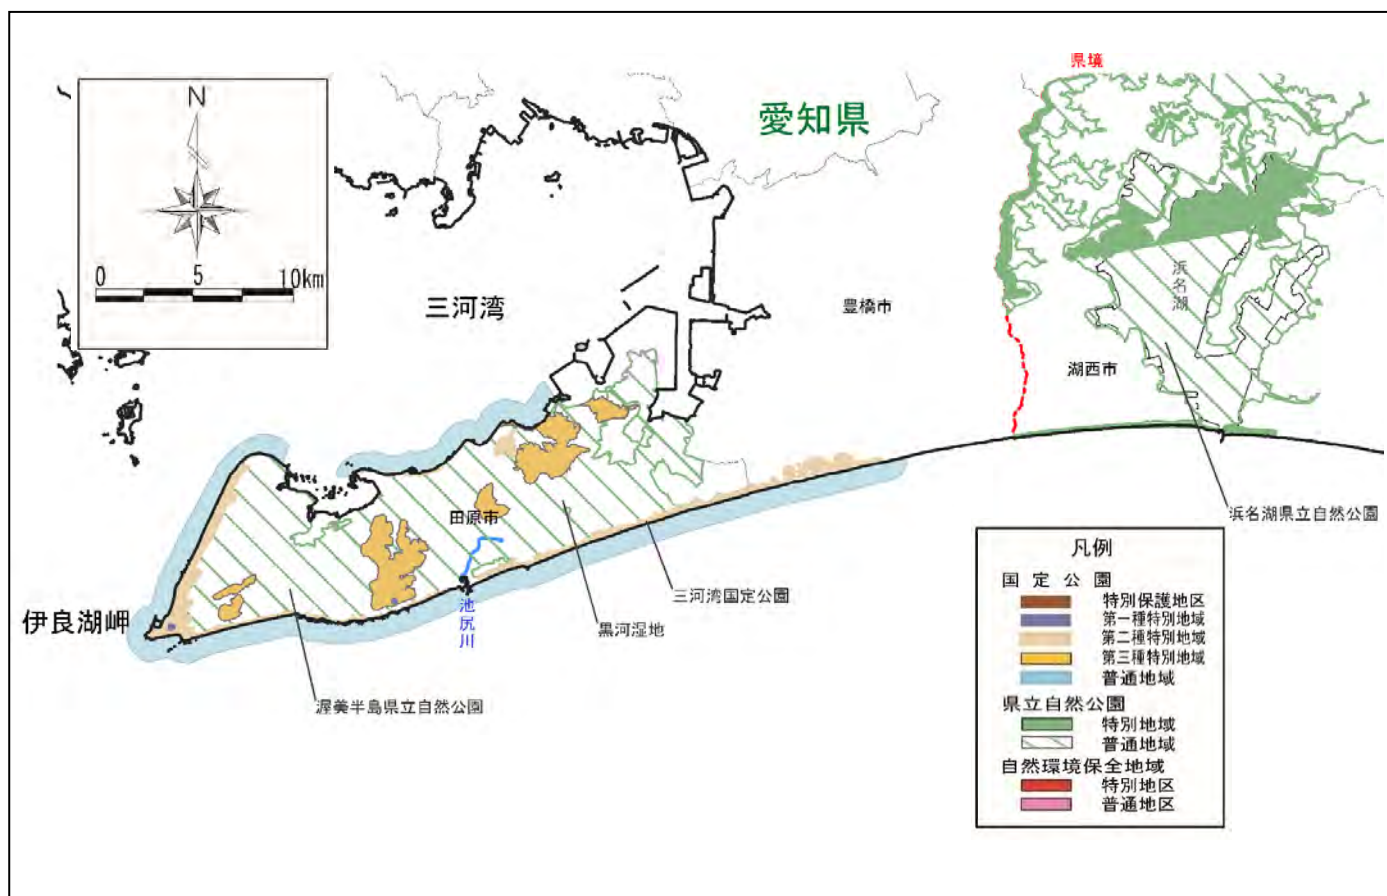 県境
愛知県
N
0 5 10km
三河湾
豊橋市
浜名湖
湖西市
田原市
浜名湖県立自然公園
三河湾国定公園
黒河湿地
池尻川
伊良湖岬
渥美半島県立自然公園
凡例
国定公園
特別保護地区
第一種特別地域
第二種特別地域
第三種特別地域
普通地域
県立自然公園
特別地域
普通地域
自然環境保全地域
特別地区
普通地区